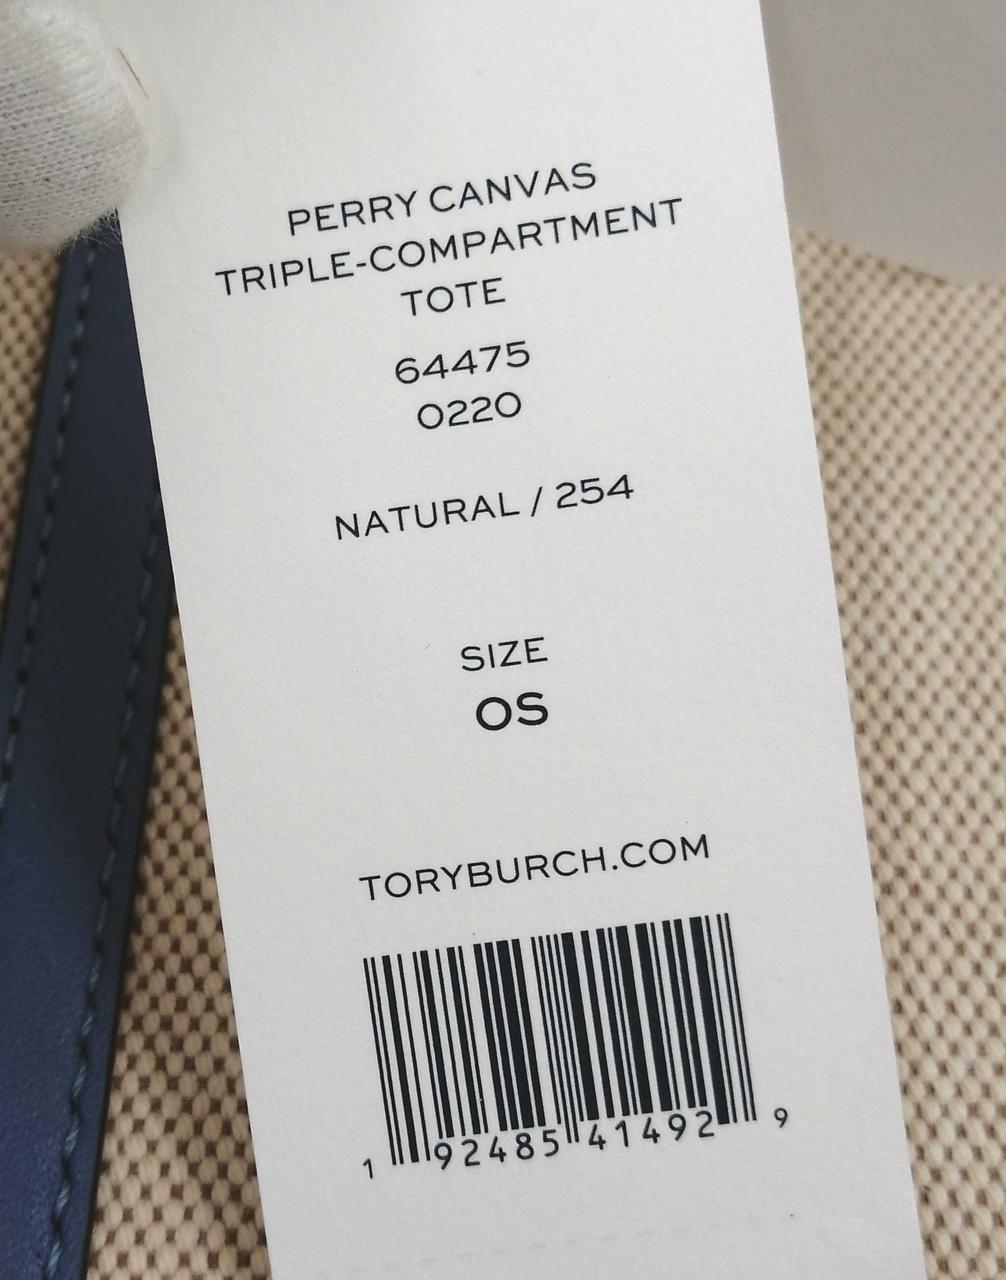 PERRY CANVAS
TRIPLE-COMPARTMENT
TOTE
64475
0220
NATURAL / 254
SIZE
OS
TORYBURCH.COM
1 92485 41492 9